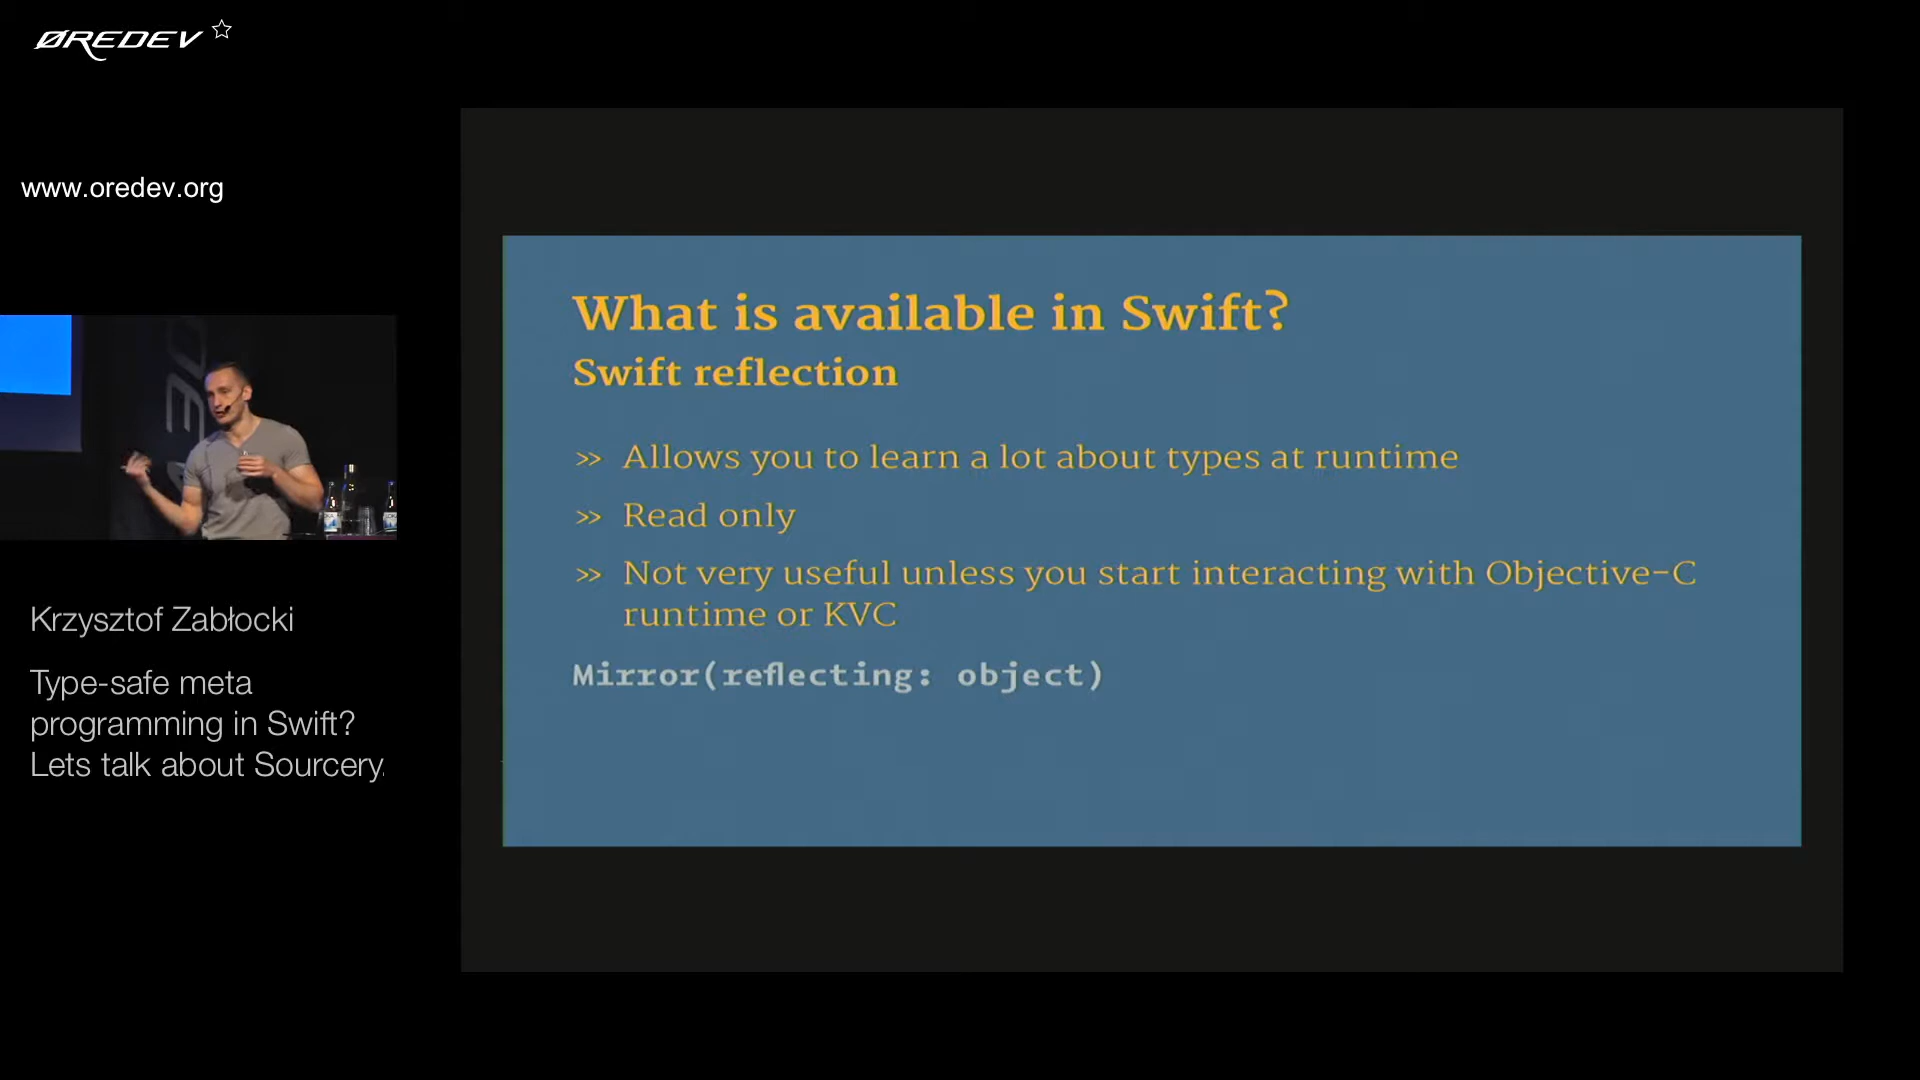 ØREDEV
www.oredev.org
What is available in Swift?
Swift reflection
» Allows you to learn a lot about types at runtime
» Read only
» Not very useful unless you start interacting with Objective-C
runtime or KVC
Mirror(reflecting: object)
Krzysztof Zabłocki
Type-safe meta
programming in Swift?
Lets talk about Sourcery.